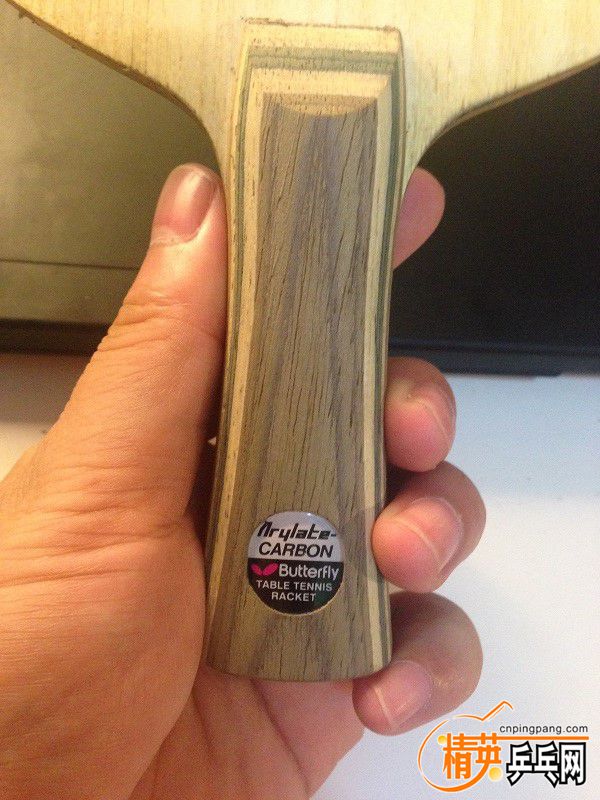 Arylate-
CARBON
Butterfly
TABLE TENNIS
RACKET
cnpingpang.com
精英乒乓网